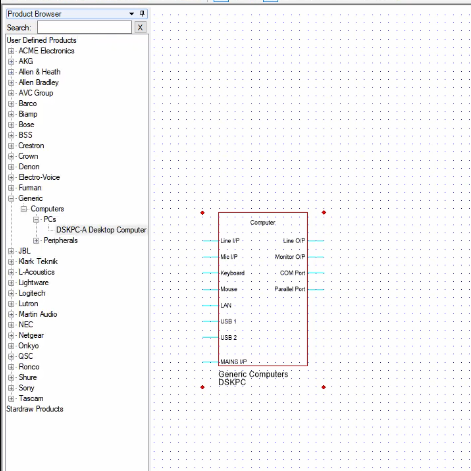 Product Browser
Search: X
User Defined Products
ACME Electronics
AKG
Allen & Heath
Allen Bradley
AVC Group
Barco
Biamp
Bose
BSS
Crestron
Crown
Denon
Electro-Voice
Furman
Generic
Computers
PCs
DSKPC-A Desktop Computer
Peripherals
JBL
Klark Teknik
L-Acoustics
Lightware
Logitech
Lutron
Martin Audio
NEC
Netgear
Onkyo
QSC
Ronco
Shure
Sony
Tascam
Stardraw Products
Computer
Line I/P Line O/P
Mic I/P Monitor O/P
Keyboard COM Port
Mouse Parallel Port
LAN
USB 1
USB 2
MAINS I/P
Generic Computers
DSKPC